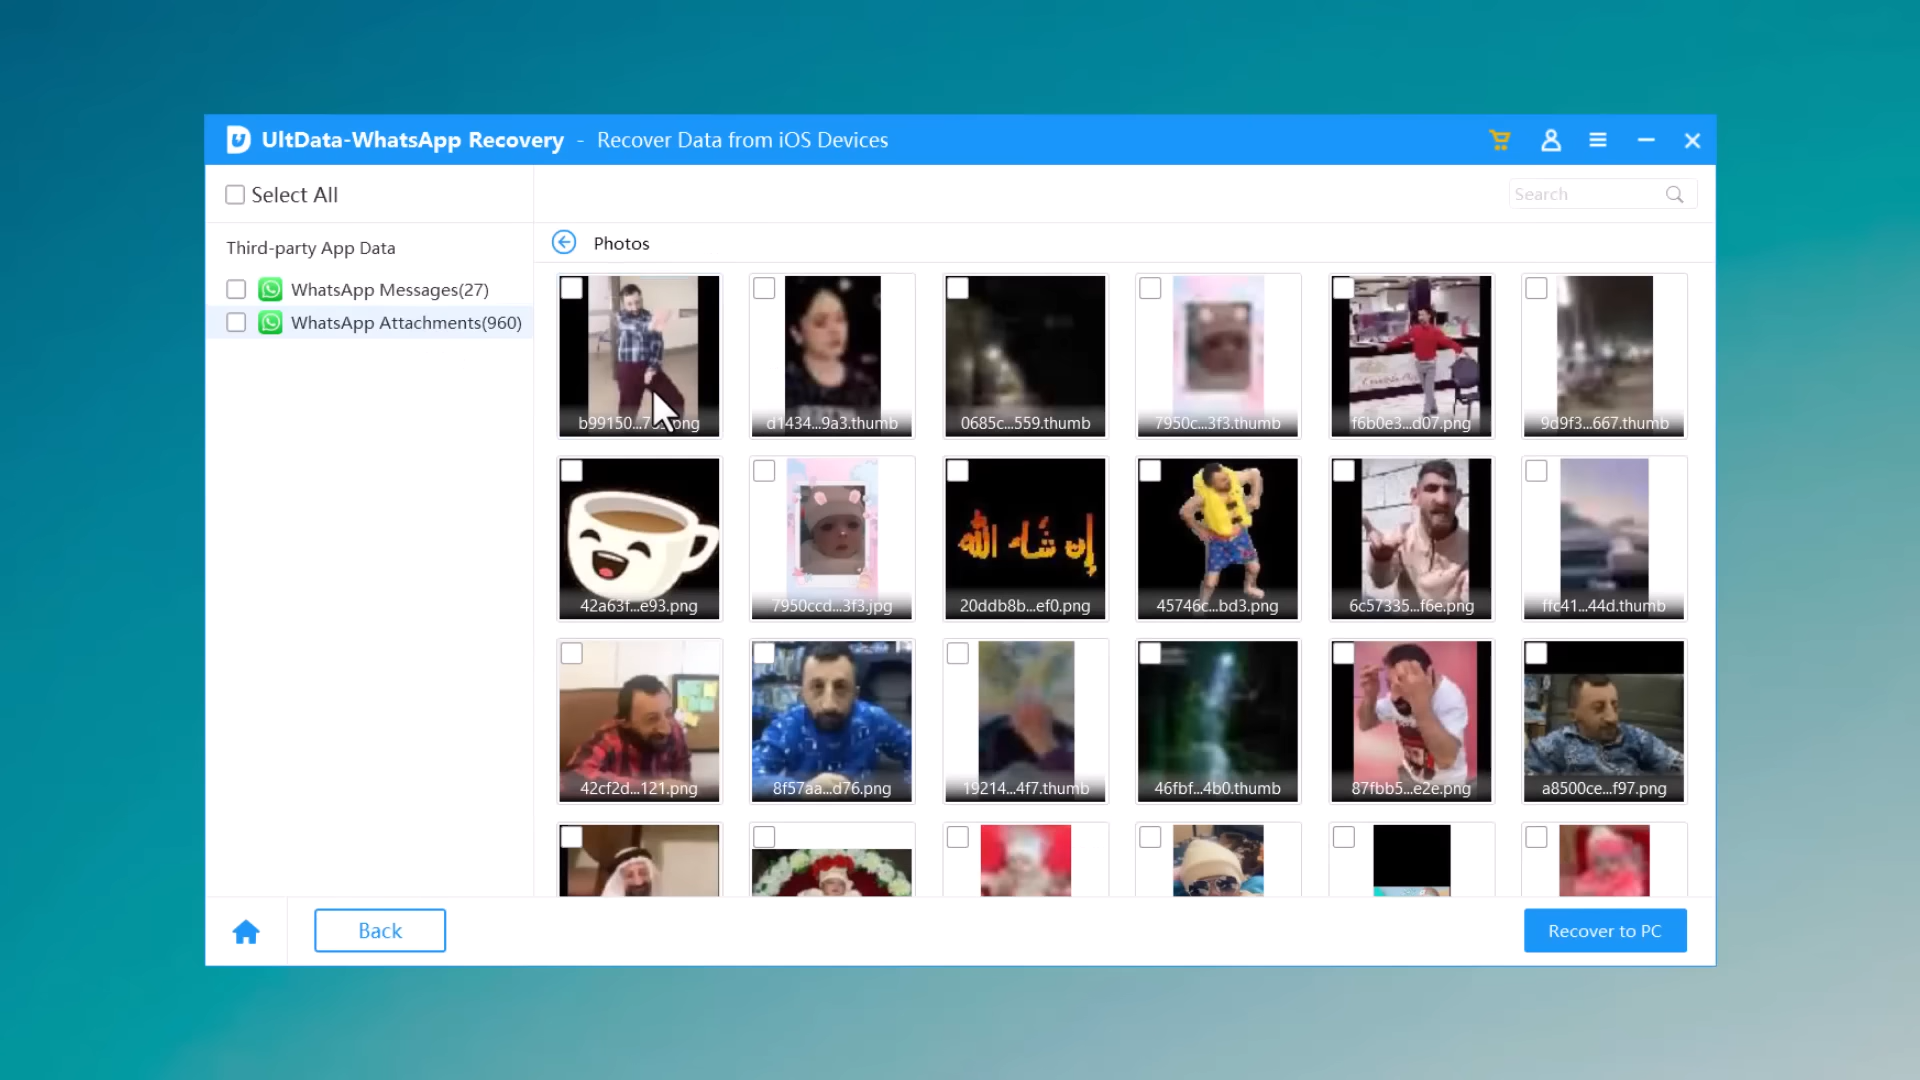 UltData-WhatsApp Recovery - Recover Data from iOS Devices
Select All
Search
Third-party App Data
WhatsApp Messages(27)
WhatsApp Attachments(960)
Photos
d1434...9a3.thumb
0685c...559.thumb
7950c...3f3.thumb
f6b0e3...d07.png
9d9f3...667.thumb
إن شاء الله
42a63f...e93.png
7950ccd...3f3.jpg
20ddb8b...ef0.png
45746c...bd3.png
6c57335...f6e.png
ffc41...44d.thumb
42cf2d...121.png
8f57aa...d76.png
19214...4f7.thumb
46fbf...4b0.thumb
87fbb5...e2e.png
a8500ce...f97.png
Back
Recover to PC